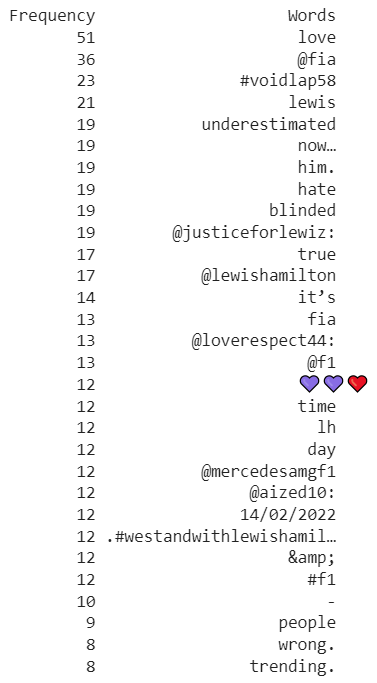 Frequency Words
51 love
36 @fia
23 #voidlap58
21 lewis
19 underestimated
19 now…
19 him.
19 hate
19 blinded
19 @justiceforlewiz:
17 true
17 @lewishamilton
14 it’s
13 fia
13 @loverespect44:
13 @f1
12 💜💜❤️
12 time
12 lh
12 day
12 @mercedesamgf1
12 @aized10:
12 14/02/2022
12 .#westandwithlewishamil…
12 &amp;
12 #f1
10 -
9 people
8 wrong.
8 trending.